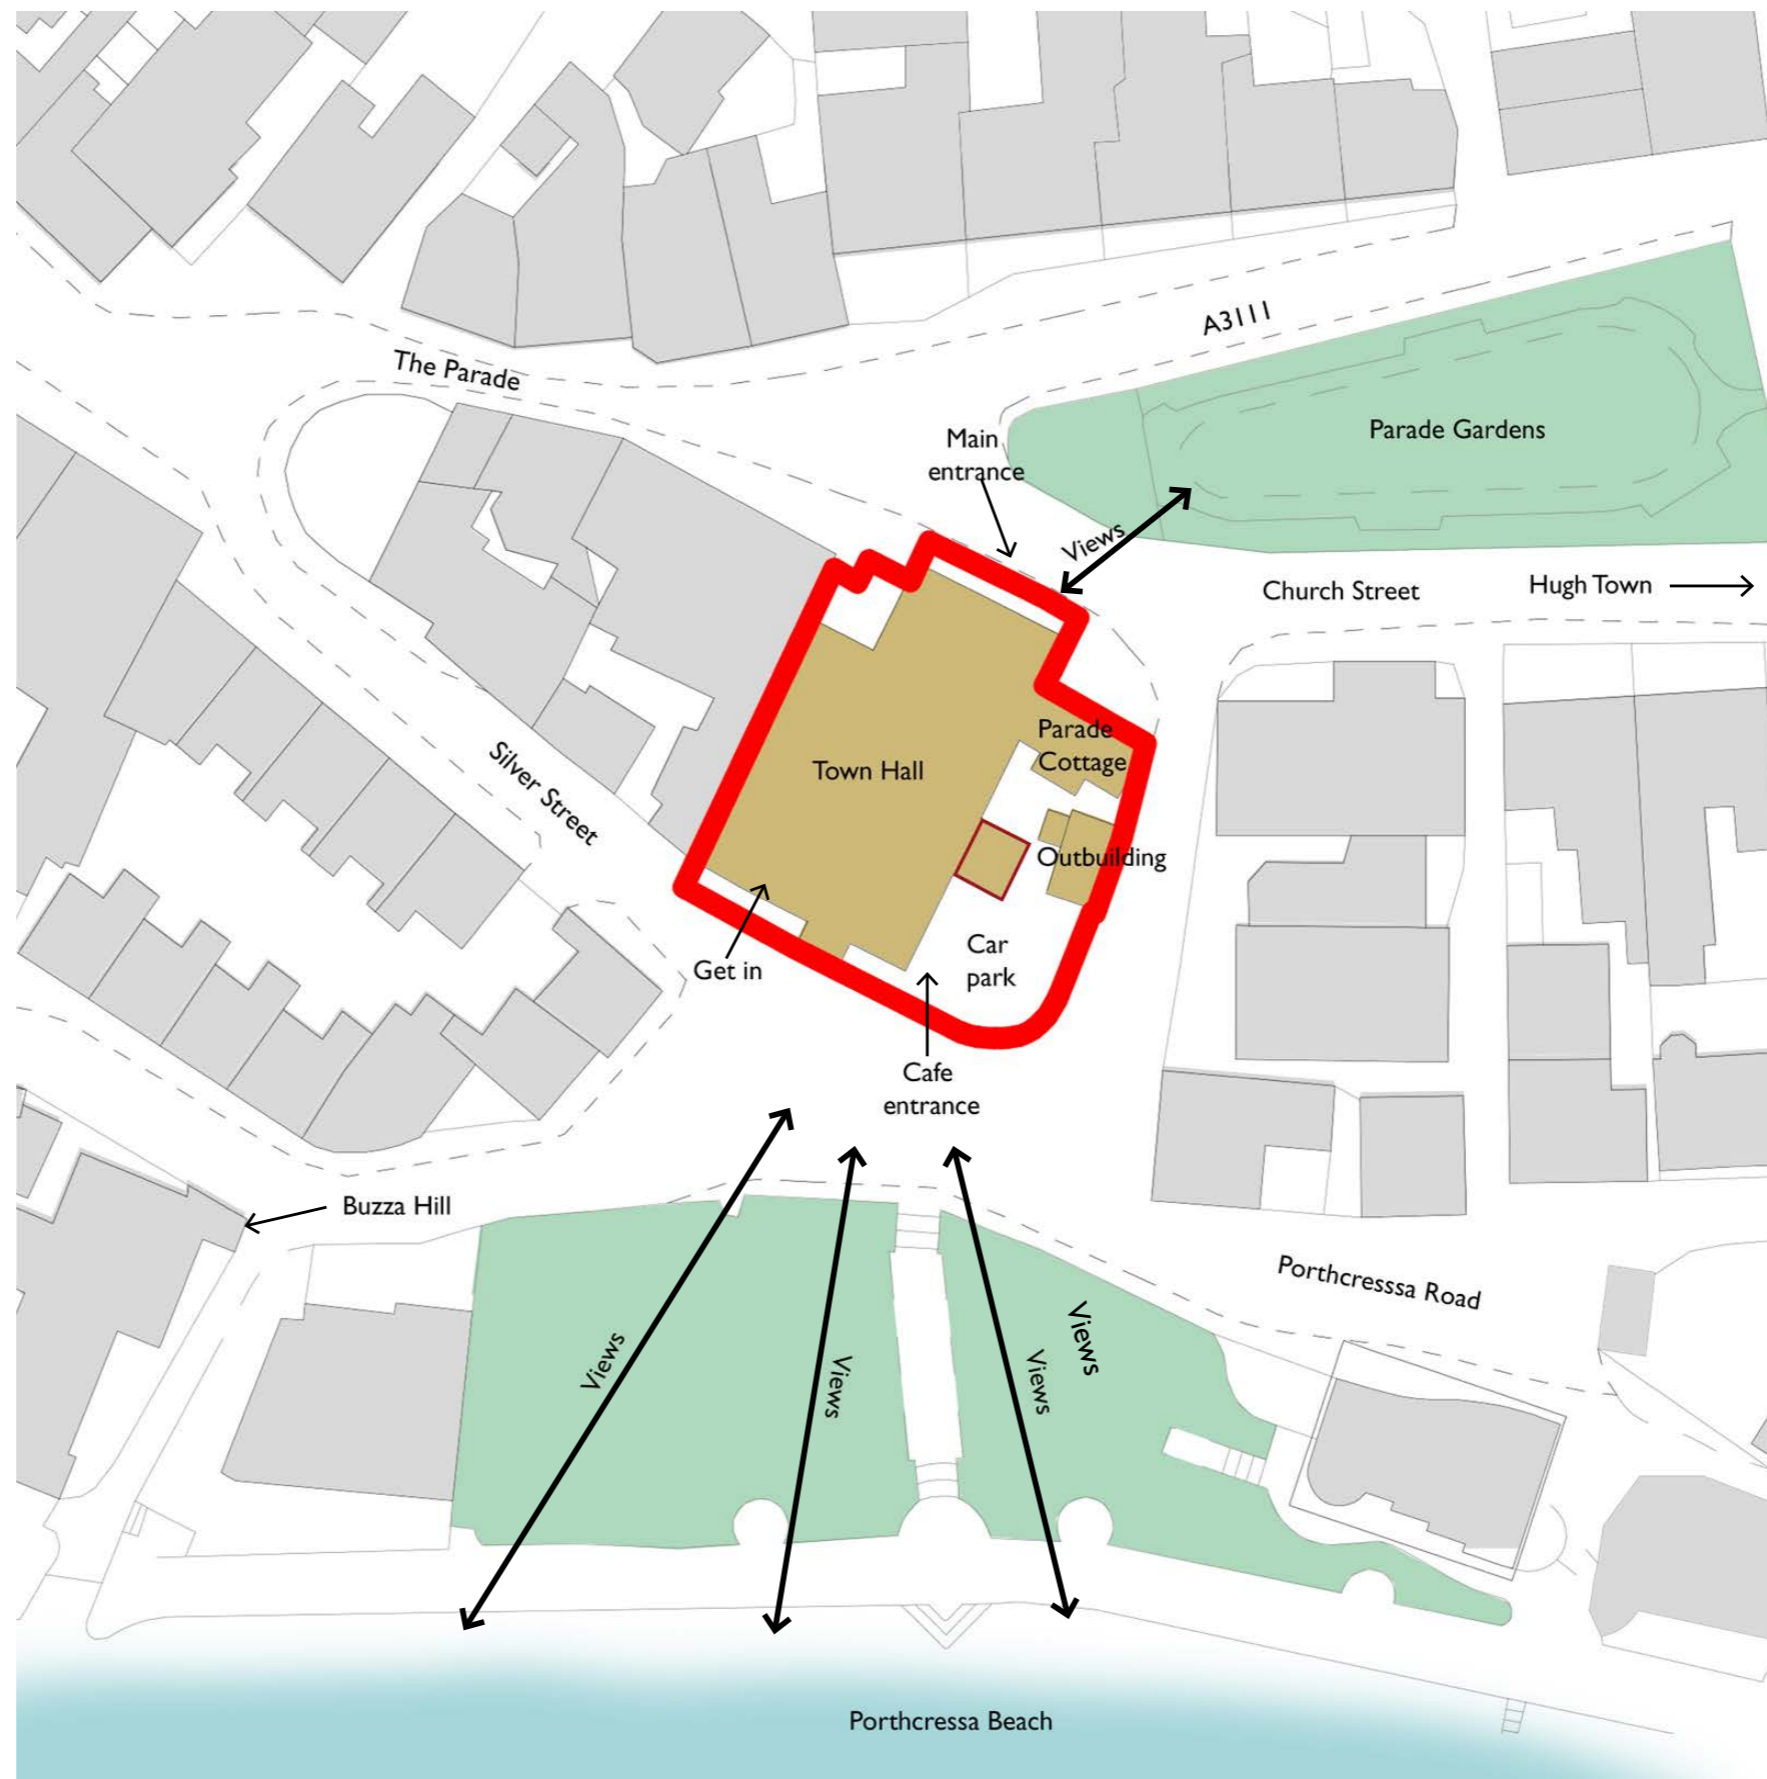 A3111
The Parade
Parade Gardens
Main
entrance
Views
Church Street
Hugh Town
Parade
Cottage
Town Hall
Silver Street
Outbuilding
Car
park
Get in
Cafe
entrance
Buzza Hill
Porthcresssa Road
Views
Views
Views
Views
Porthcressa Beach